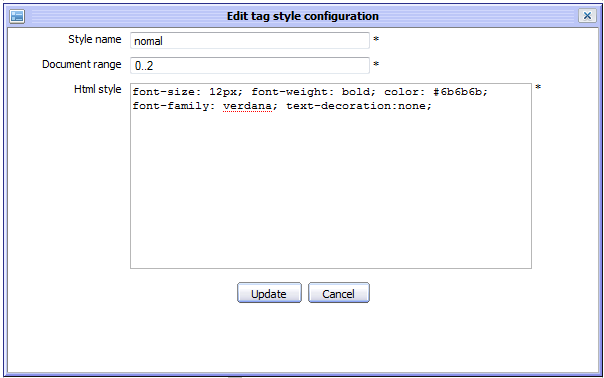 Edit tag style configuration
Style name nomal *
Document range 0..2 *
Html style font-size: 12px; font-weight: bold; color: #6b6b6b; *
font-family: verdana; text-decoration:none;
Update Cancel